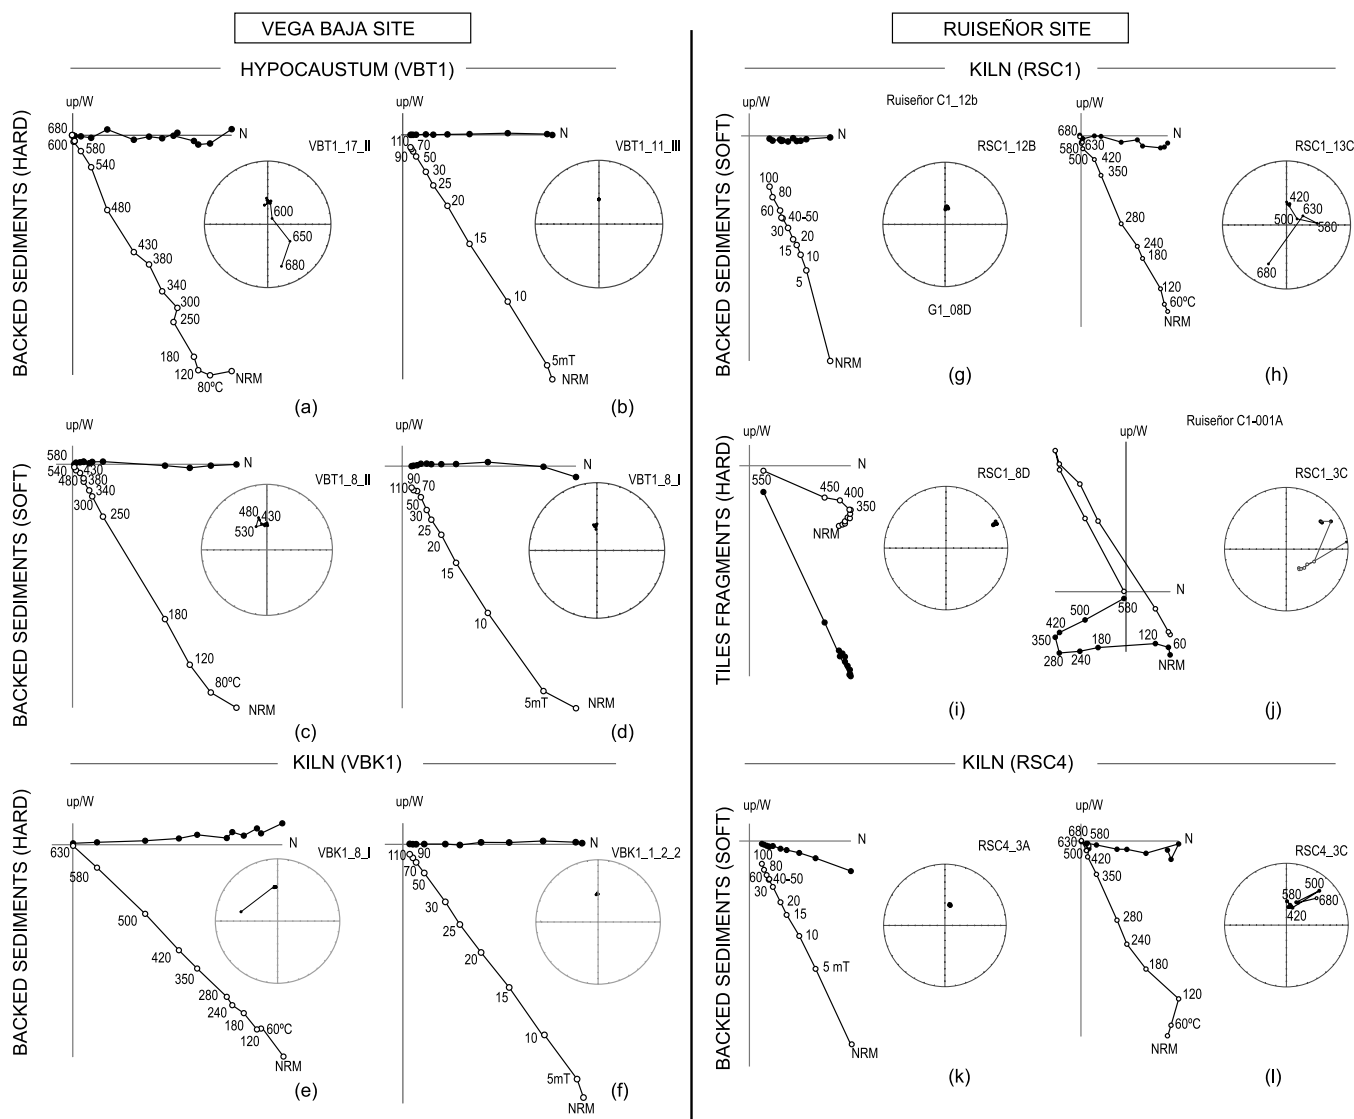 VEGA BAJA SITE
RUISEÑOR SITE
HYPOCAUSTUM (VBT1)
KILN (RSC1)
BACKED SEDIMENTS (HARD)
up/W
680
600
580
540
480
430
380
340
300
250
180
120
80ºC
NRM
N
VBT1_17_II
600
650
680
(a)
up/W
110
90
70
50
30
25
20
15
10
5mT
NRM
N
VBT1_11_III
(b)
BACKED SEDIMENTS (SOFT)
up/W
Ruiseñor C1_12b
RSC1_12B
100
80
60
40-50
30
20
15
10
5
NRM
G1_08D
(g)
up/W
N
680
580
500
420
350
280
240
180
120
60ºC
NRM
RSC1_13C
420
630
500
580
680
(h)
BACKED SEDIMENTS (SOFT)
up/W
580
540
480
430
380
340
300
250
180
120
80ºC
NRM
N
VBT1_8_II
480
430
530
(c)
up/W
N
90
110
70
50
30
25
20
15
10
5mT
NRM
VBT1_8_I
(d)
TILES FRAGMENTS (HARD)
up/W
N
550
450
400
350
NRM
RSC1_8D
(i)
Ruiseñor C1-001A
up/W
N
580
500
420
350
280
240
180
120
60
NRM
RSC1_3C
(j)
KILN (VBK1)
KILN (RSC4)
BACKED SEDIMENTS (HARD)
up/W
N
630
580
500
420
350
280
240
180
120
60ºC
NRM
VBK1_8_I
(e)
up/W
N
110
90
70
50
30
25
20
15
10
5mT
NRM
VBK1_1_2_2
(f)
BACKED SEDIMENTS (SOFT)
up/W
N
100
80
60
40-50
30
20
15
10
5 mT
NRM
RSC4_3A
(k)
up/W
N
680
630
580
500
420
350
280
240
180
120
60ºC
NRM
RSC4_3C
500
580
680
420
(l)